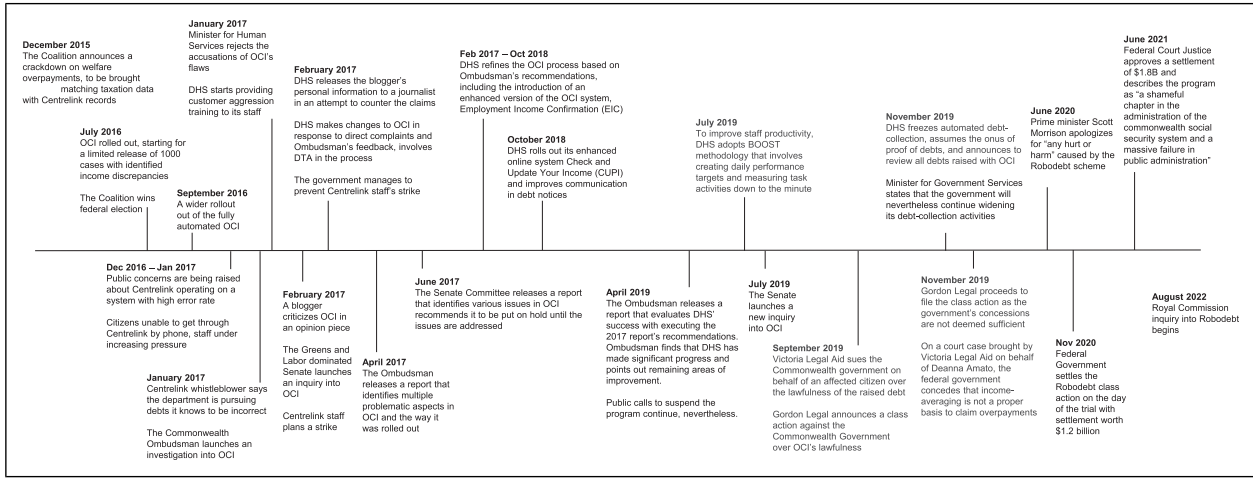 December 2015
The Coalition announces a
crackdown on welfare
overpayments, to be brought
matching taxation data
with Centrelink records
July 2016
OCI rolled out, starting for
a limited release of 1000
cases with identified
income discrepancies
The Coalition wins
federal election
September 2016
A wider rollout
out of the fully
automated OCI
January 2017
Minister for Human
Services rejects the
accusations of OCI's
flaws
DHS starts providing
customer aggression
training to its staff
February 2017
DHS releases the blogger's
personal information to a journalist
in an attempt to counter the claims
DHS makes changes to OCI in
response to direct complaints and
Ombudsman's feedback, involves
DTA in the process
The government manages to
prevent Centrelink staff's strike
Feb 2017 – Oct 2018
DHS refines the OCI process based on
Ombudsman's recommendations,
including the introduction of an
enhanced version of the OCI system,
Employment Income Confirmation (EIC)
October 2018
DHS rolls out its enhanced
online system Check and
Update Your Income (CUPI)
and improves communication
in debt notices
July 2019
To improve staff productivity,
DHS adopts BOOST
methodology that involves
creating daily performance
targets and measuring task
activities down to the minute
November 2019
DHS freezes automated debt-
collection, assumes the onus of
proof of debts, and announces to
review all debts raised with OCI
Minister for Government Services
states that the government will
nevertheless continue widening
its debt-collection activities
June 2020
Prime minister Scott
Morrison apologizes
for "any hurt or
harm" caused by the
Robodebt scheme
June 2021
Federal Court Justice
approves a settlement
of $1.8B and
describes the program
as "a shameful
chapter in the
administration of the
commonwealth social
security system and a
massive failure in
public administration"
Dec 2016 – Jan 2017
Public concerns are being raised
about Centrelink operating on a
system with high error rate
Citizens unable to get through
Centrelink by phone, staff under
increasing pressure
January 2017
Centrelink whistleblower says
the department is pursuing
debts it knows to be incorrect
The Commonwealth
Ombudsman launches an
investigation into OCI
February 2017
A blogger
criticizes OCI in
an opinion piece
The Greens and
Labor dominated
Senate launches
an inquiry into
OCI
Centrelink staff
plans a strike
April 2017
The Ombudsman
releases a report that
identifies multiple
problematic aspects in
OCI and the way it
was rolled out
June 2017
The Senate Committee releases a report
that identifies various issues in OCI
recommends it to be put on hold until the
issues are addressed
April 2019
The Ombudsman releases a
report that evaluates DHS'
success with executing the
2017 report's recommendations.
Ombudsman finds that DHS has
made significant progress and
points out remaining areas of
improvement.
Public calls to suspend the
program continue, nevertheless.
July 2019
The Senate
launches a
new inquiry
into OCI
September 2019
Victoria Legal Aid sues the
Commonwealth government on
behalf of an affected citizen over
the lawfulness of the raised debt
Gordon Legal announces a class
action against the
Commonwealth Government
over OCI's lawfulness
November 2019
Gordon Legal proceeds to
file the class action as the
government's concessions
are not deemed sufficient
On a court case brought by
Victoria Legal Aid on behalf
of Deanna Amato, the
federal government
concedes that income-
averaging is not a proper
basis to claim overpayments
Nov 2020
Federal
Government
settles the
Robodebt class
action on the day
of the trial with
settlement worth
$1.2 billion
August 2022
Royal Commission
inquiry into Robodebt
begins